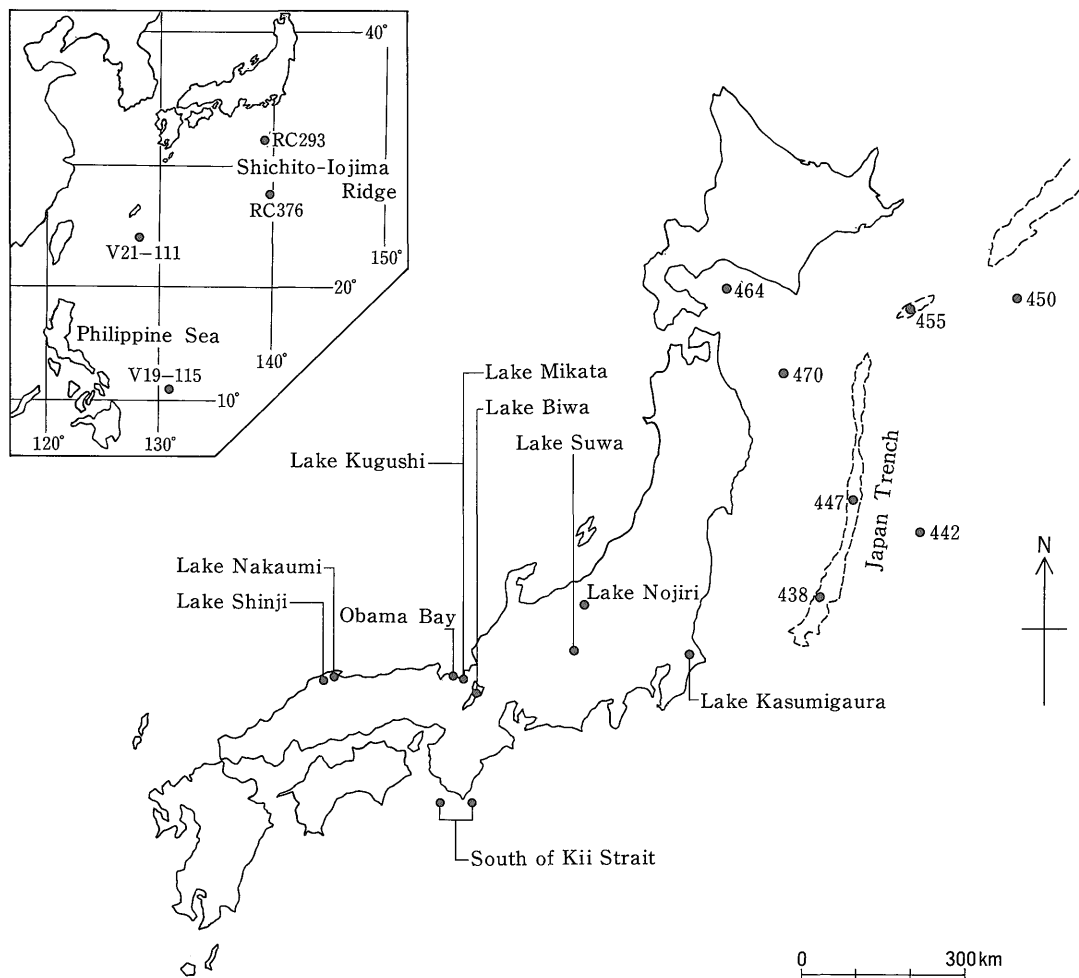 40°
RC293
Shichito-Iojima
Ridge
RC376
150°
V21-111
20°
Philippine Sea
140°
V19-115
10°
120°
130°
464
450
455
470
Lake Mikata
Lake Biwa
Lake Suwa
Lake Kugushi
447
Japan Trench
442
N
Lake Nakaumi
438
Lake Shinji
Obama Bay
Lake Nojiri
Lake Kasumigaura
South of Kii Strait
0
300km